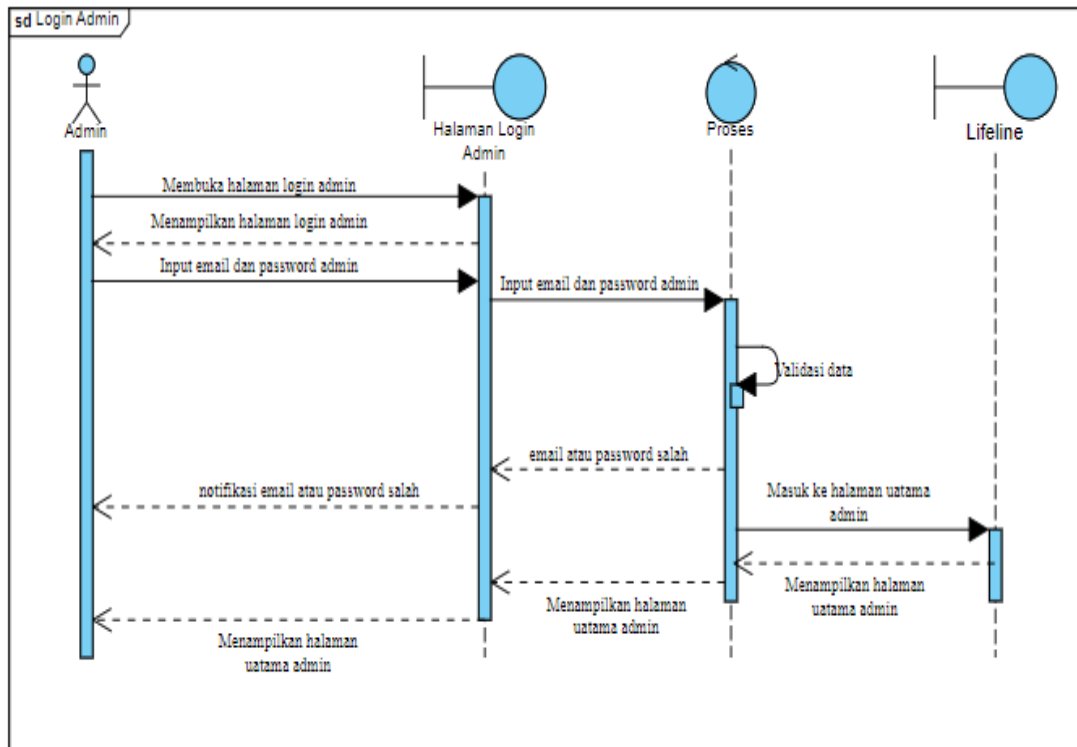 sd Login Admin
Admin
Halaman Login
Admin
Proses
Lifeline
Membuka halaman login admin
Menampilkan halaman login admin
Input email dan password admin
Input email dan password admin
Validasi data
email atau password salah
notifikasi email atau password salah
Masuk ke halaman uatama
admin
Menampilkan halaman
uatama admin
Menampilkan halaman
uatama admin
Menampilkan halaman
uatama admin